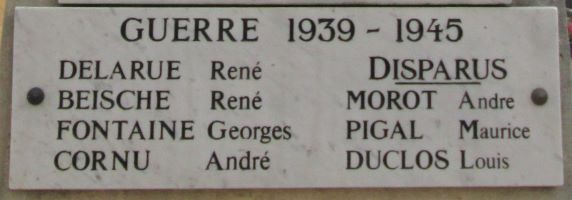 GUERRE 1939 - 1945
DELARUE René
BEISCHE René
FONTAINE Georges
CORNU André
DISPARUS
MOROT Andre
PIGAL Maurice
DUCLOS Louis